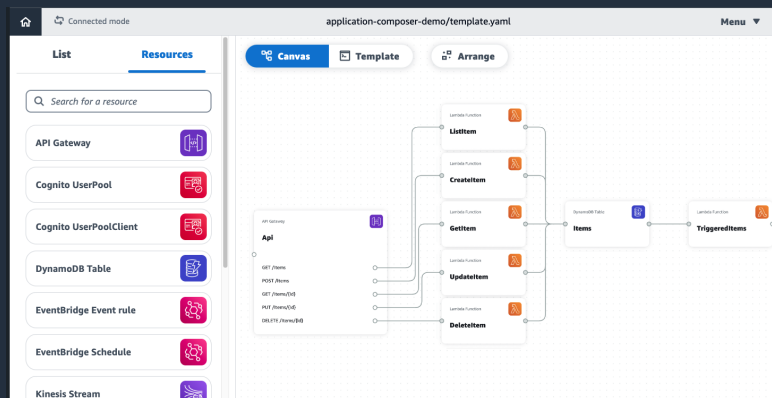 Connected mode
application-composer-demo/template.yaml
Menu
List
Resources
Search for a resource
API Gateway
Cognito UserPool
Cognito UserPoolClient
DynamoDB Table
EventBridge Event rule
EventBridge Schedule
Kinesis Stream
Canvas
Template
Arrange
API Gateway
Api
GET /items
POST /items
GET /items/{id}
PUT /items/{id}
DELETE /items/{id}
Lambda Function
ListItem
Lambda Function
CreateItem
Lambda Function
GetItem
Lambda Function
UpdateItem
Lambda Function
DeleteItem
DynamoDB Table
Items
Lambda Function
TriggeredItems